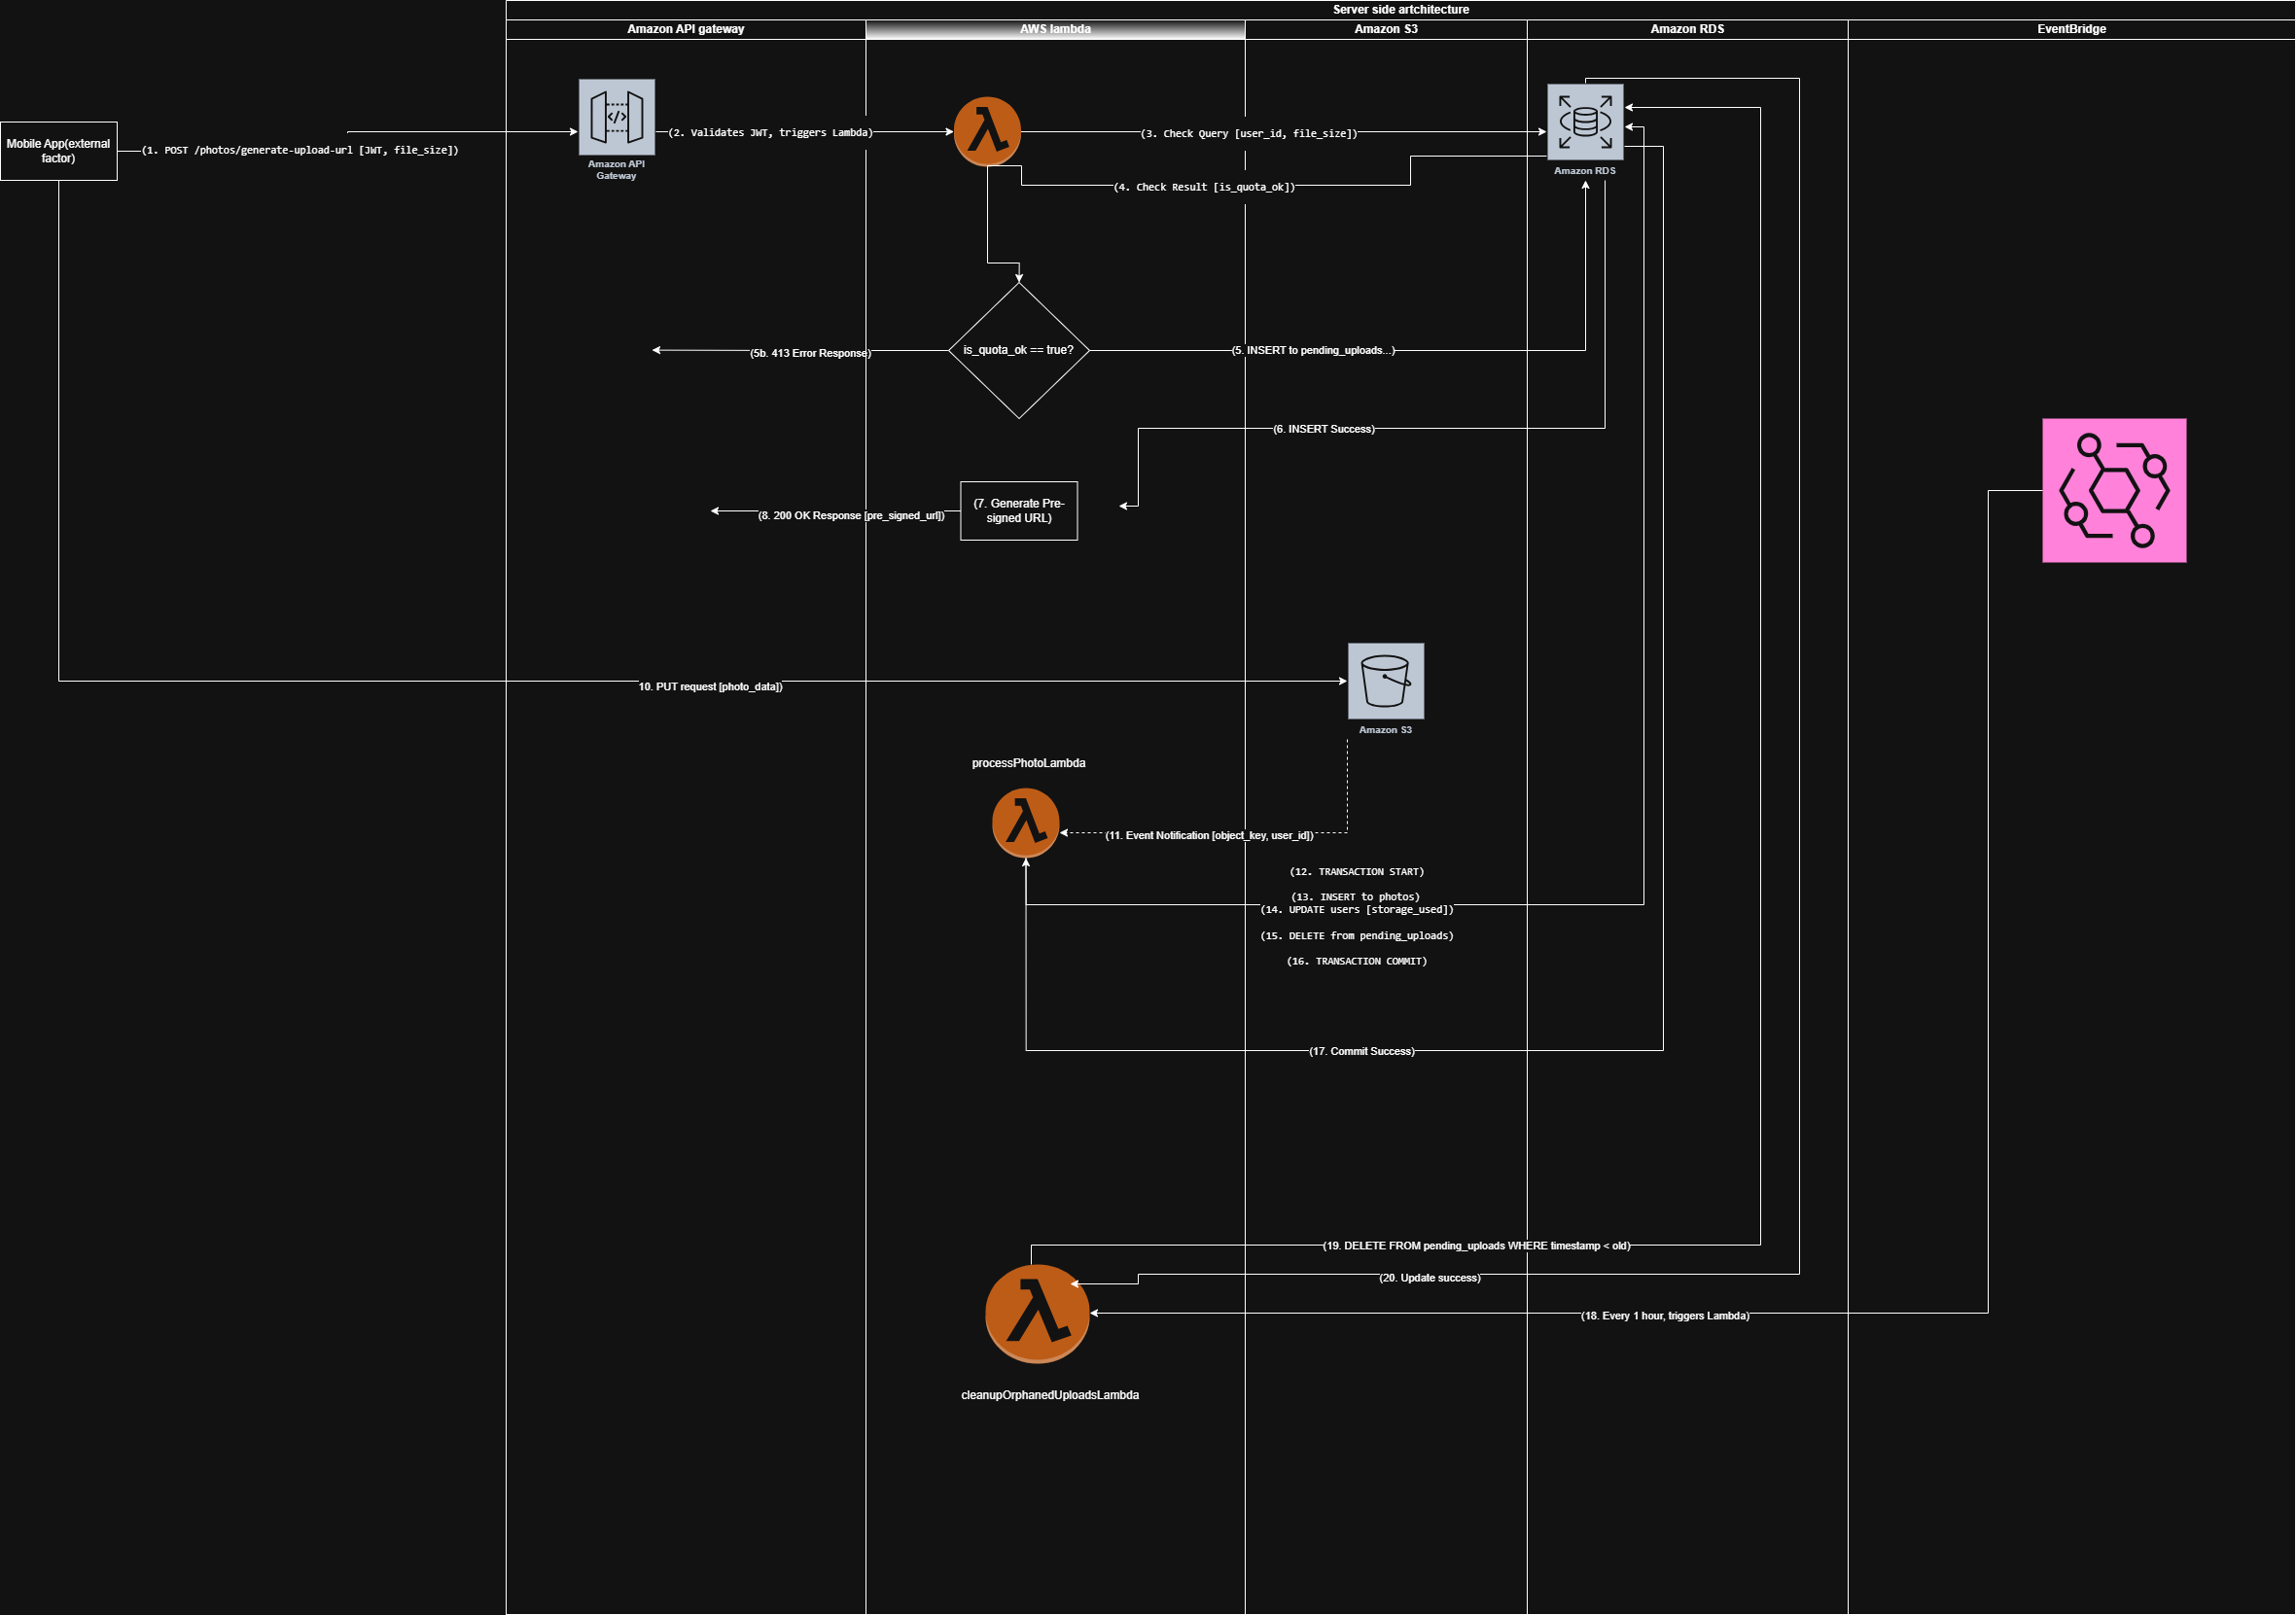 Server side artchitecture
Amazon API gateway
AWS lambda
Amazon S3
Amazon RDS
EventBridge
Mobile App(external
factor)
(1. POST /photos/generate-upload-url [JWT, file_size])
Amazon API
Gateway
(2. Validates JWT, triggers Lambda)
(3. Check Query [user_id, file_size])
Amazon RDS
(4. Check Result [is_quota_ok])
is_quota_ok == true?
(5b. 413 Error Response)
(5. INSERT to pending_uploads...)
(6. INSERT Success)
(7. Generate Pre-
signed URL)
(8. 200 OK Response [pre_signed_url])
10. PUT request [photo_data])
Amazon S3
processPhotoLambda
(11. Event Notification [object_key, user_id])
(12. TRANSACTION START)
(13. INSERT to photos)
(14. UPDATE users [storage_used])
(15. DELETE from pending_uploads)
(16. TRANSACTION COMMIT)
(17. Commit Success)
(19. DELETE FROM pending_uploads WHERE timestamp < old)
(20. Update success)
(18. Every 1 hour, triggers Lambda)
cleanupOrphanedUploadsLambda